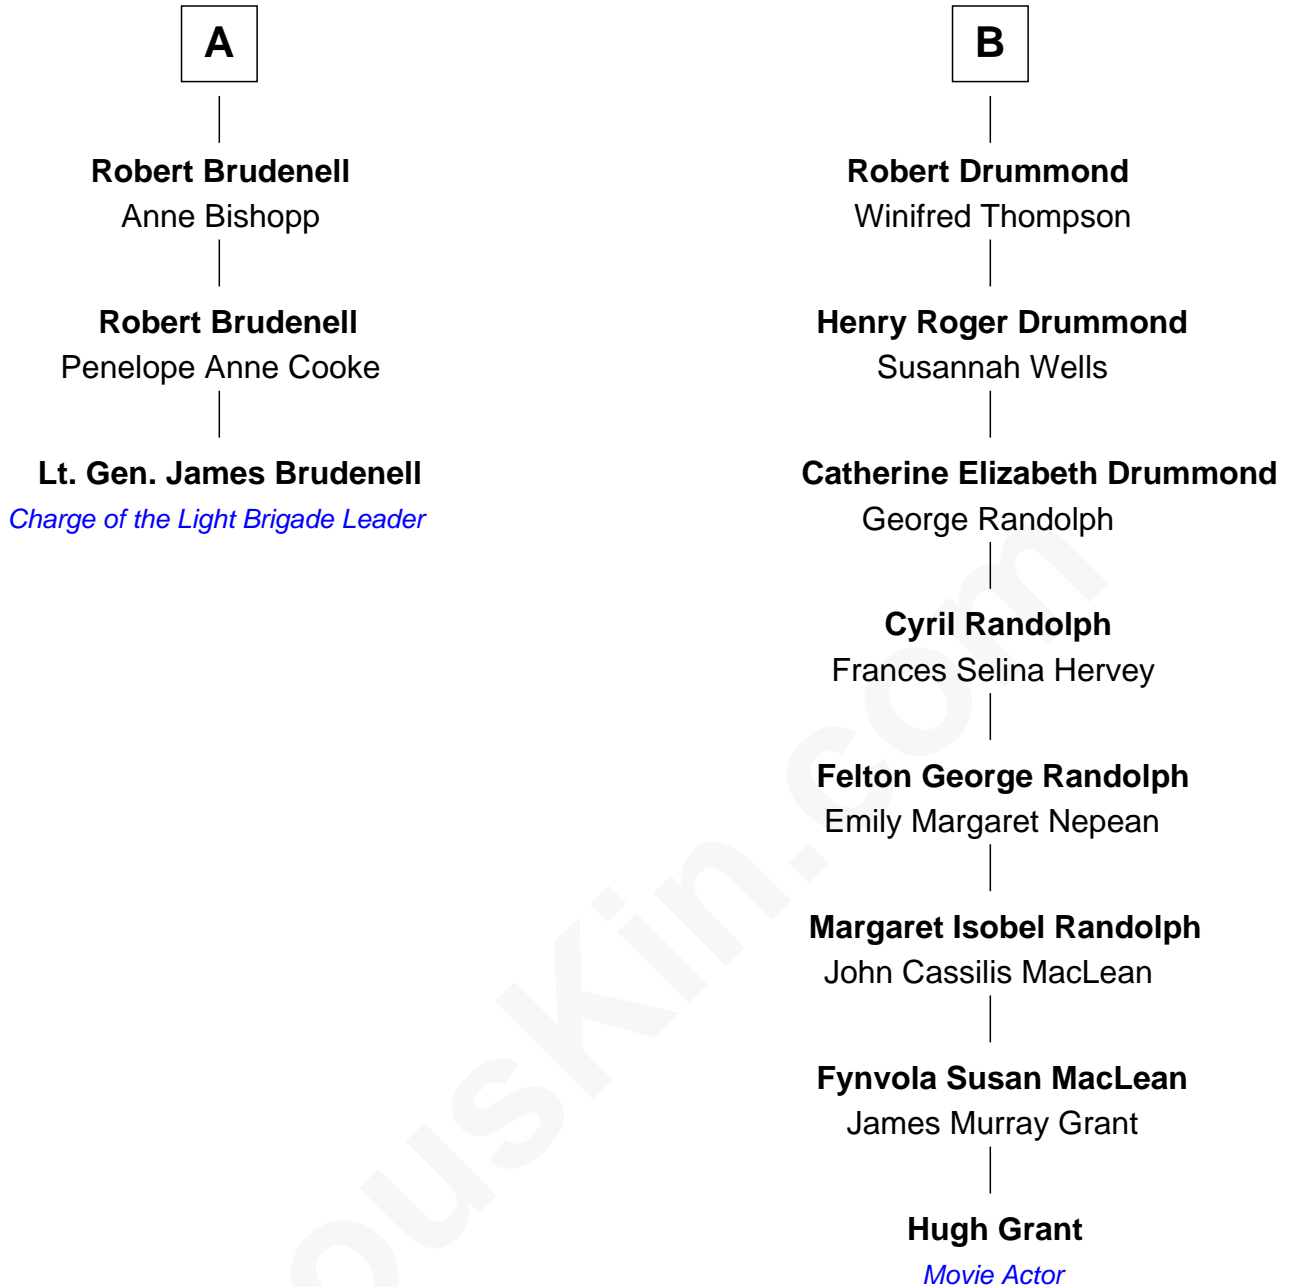 A
Robert Brudenell
Anne Bishopp
Robert Brudenell
Penelope Anne Cooke
Lt. Gen. James Brudenell
Charge of the Light Brigade Leader
B
Robert Drummond
Winifred Thompson
Henry Roger Drummond
Susannah Wells
Catherine Elizabeth Drummond
George Randolph
Cyril Randolph
Frances Selina Hervey
Felton George Randolph
Emily Margaret Nepean
Margaret Isobel Randolph
John Cassilis MacLean
Fynvola Susan MacLean
James Murray Grant
Hugh Grant
Movie Actor
ousKin.com